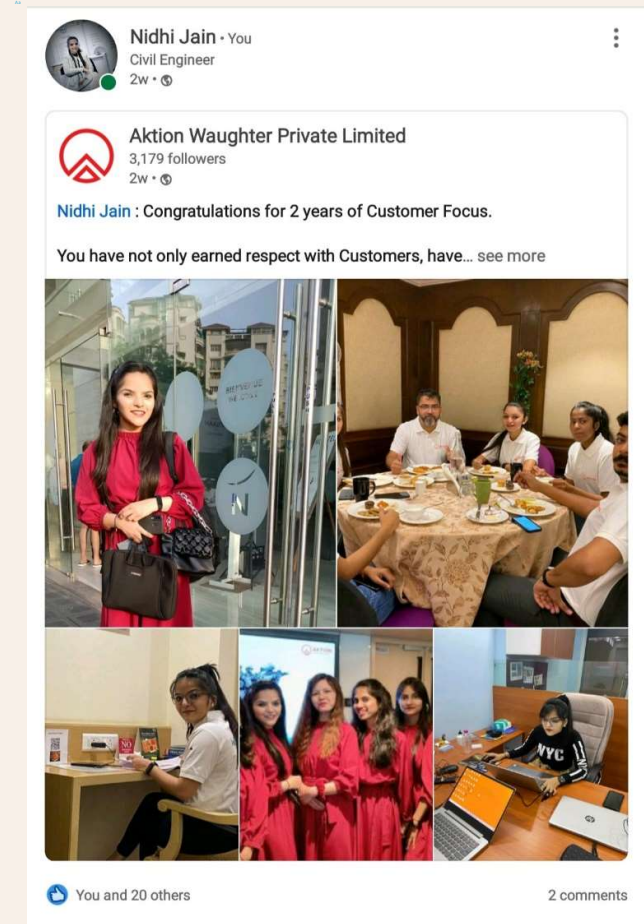 Nidhi Jain • You
Civil Engineer
2w •
Aktion Waughter Private Limited
3,179 followers
2w •
Nidhi Jain : Congratulations for 2 years of Customer Focus.
You have not only earned respect with Customers, have... see more
N
NO
NYC
You and 20 others
2 comments